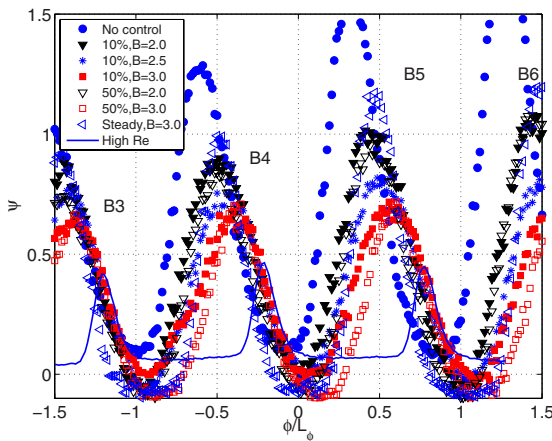 1.5
1
0.5
0
ψ
No control
10%,B=2.0
10%,B=2.5
10%,B=3.0
50%,B=2.0
50%,B=3.0
Steady,B=3.0
High Re
B3
B4
B5
B6
−1.5 −1 −0.5 0 0.5 1 1.5
ϕ/L_ϕ